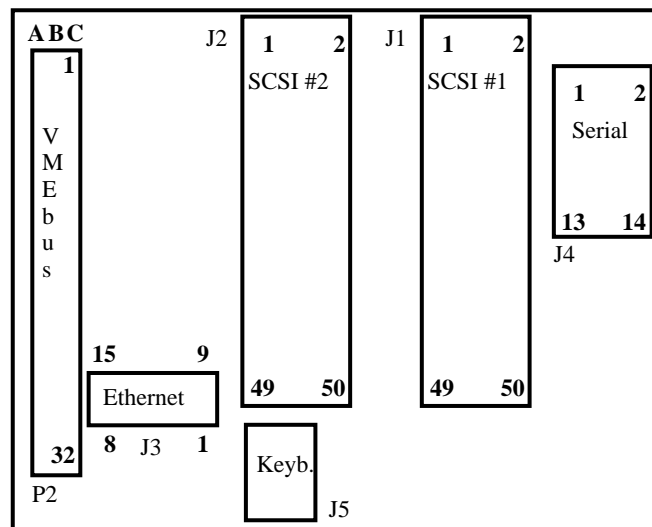 A B C
J2
J1
1
1 2
1 2
SCSI #2
SCSI #1
1 2
Serial
V
M
E
b
u
s
13 14
J4
15 9
Ethernet
49 50
49 50
8 J3 1
32
Keyb.
P2
J5